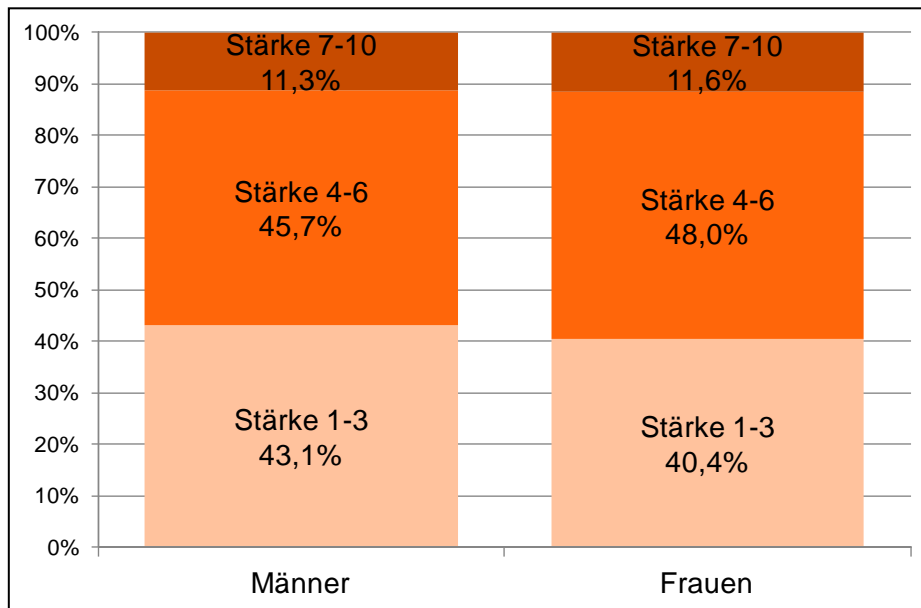 100%
90%
80%
70%
60%
50%
40%
30%
20%
10%
0%
Stärke 7-10
11,3%
Stärke 4-6
45,7%
Stärke 1-3
43,1%
Stärke 7-10
11,6%
Stärke 4-6
48,0%
Stärke 1-3
40,4%
Männer
Frauen